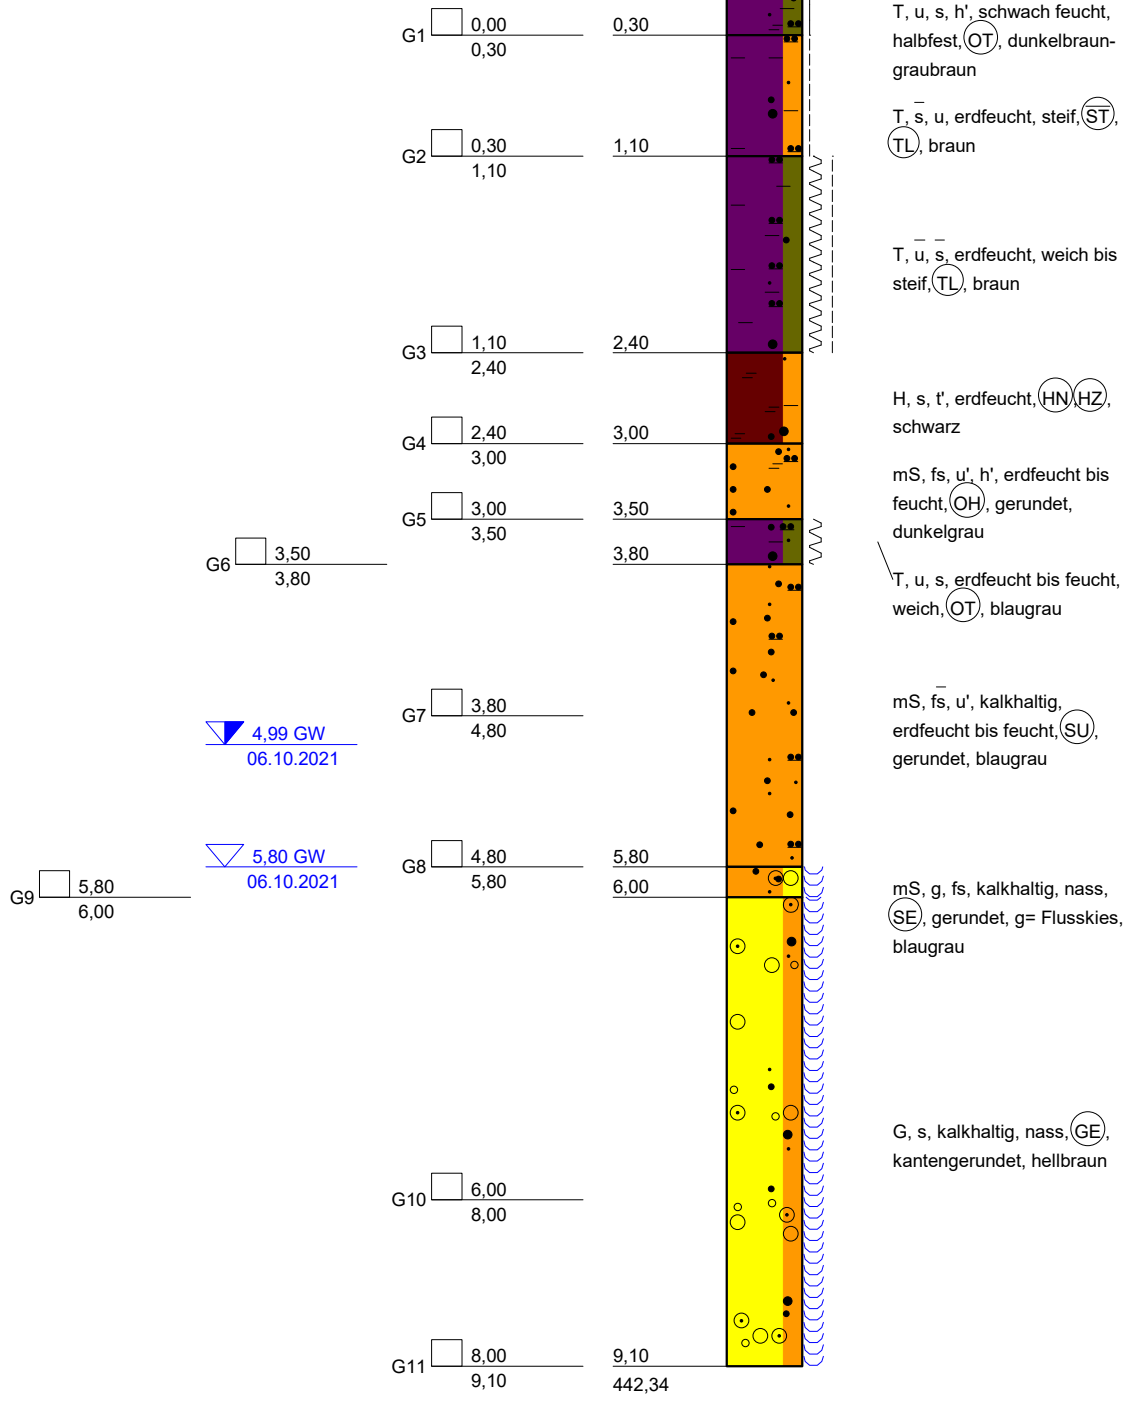 T, u, s, h', schwach feucht,
halbfest, OT, dunkelbraun-
graubraun
G1 0,00 0,30
0,30
T, s̅, u, erdfeucht, steif, S̅T̅,
TL, braun
G2 0,30 1,10
1,10
T, u̅, s̅, erdfeucht, weich bis
steif, TL, braun
G3 1,10 2,40
2,40
H, s, t', erdfeucht, HN, HZ,
schwarz
G4 2,40 3,00
3,00
mS, fs, u', h', erdfeucht bis
feucht, OH, gerundet,
dunkelgrau
G5 3,00 3,50
3,50
G6 3,50 3,80
3,80
T, u, s, erdfeucht bis feucht,
weich, OT, blaugrau
mS, fs̅, u', kalkhaltig,
erdfeucht bis feucht, SU,
gerundet, blaugrau
G7 3,80
4,80
4,99 GW
06.10.2021
5,80 GW
06.10.2021
G8 4,80 5,80
5,80
G9 5,80 6,00
6,00
mS, g, fs, kalkhaltig, nass,
SE, gerundet, g= Flusskies,
blaugrau
G, s, kalkhaltig, nass, GE,
kantengerundet, hellbraun
G10 6,00
8,00
G11 8,00 9,10
9,10 442,34